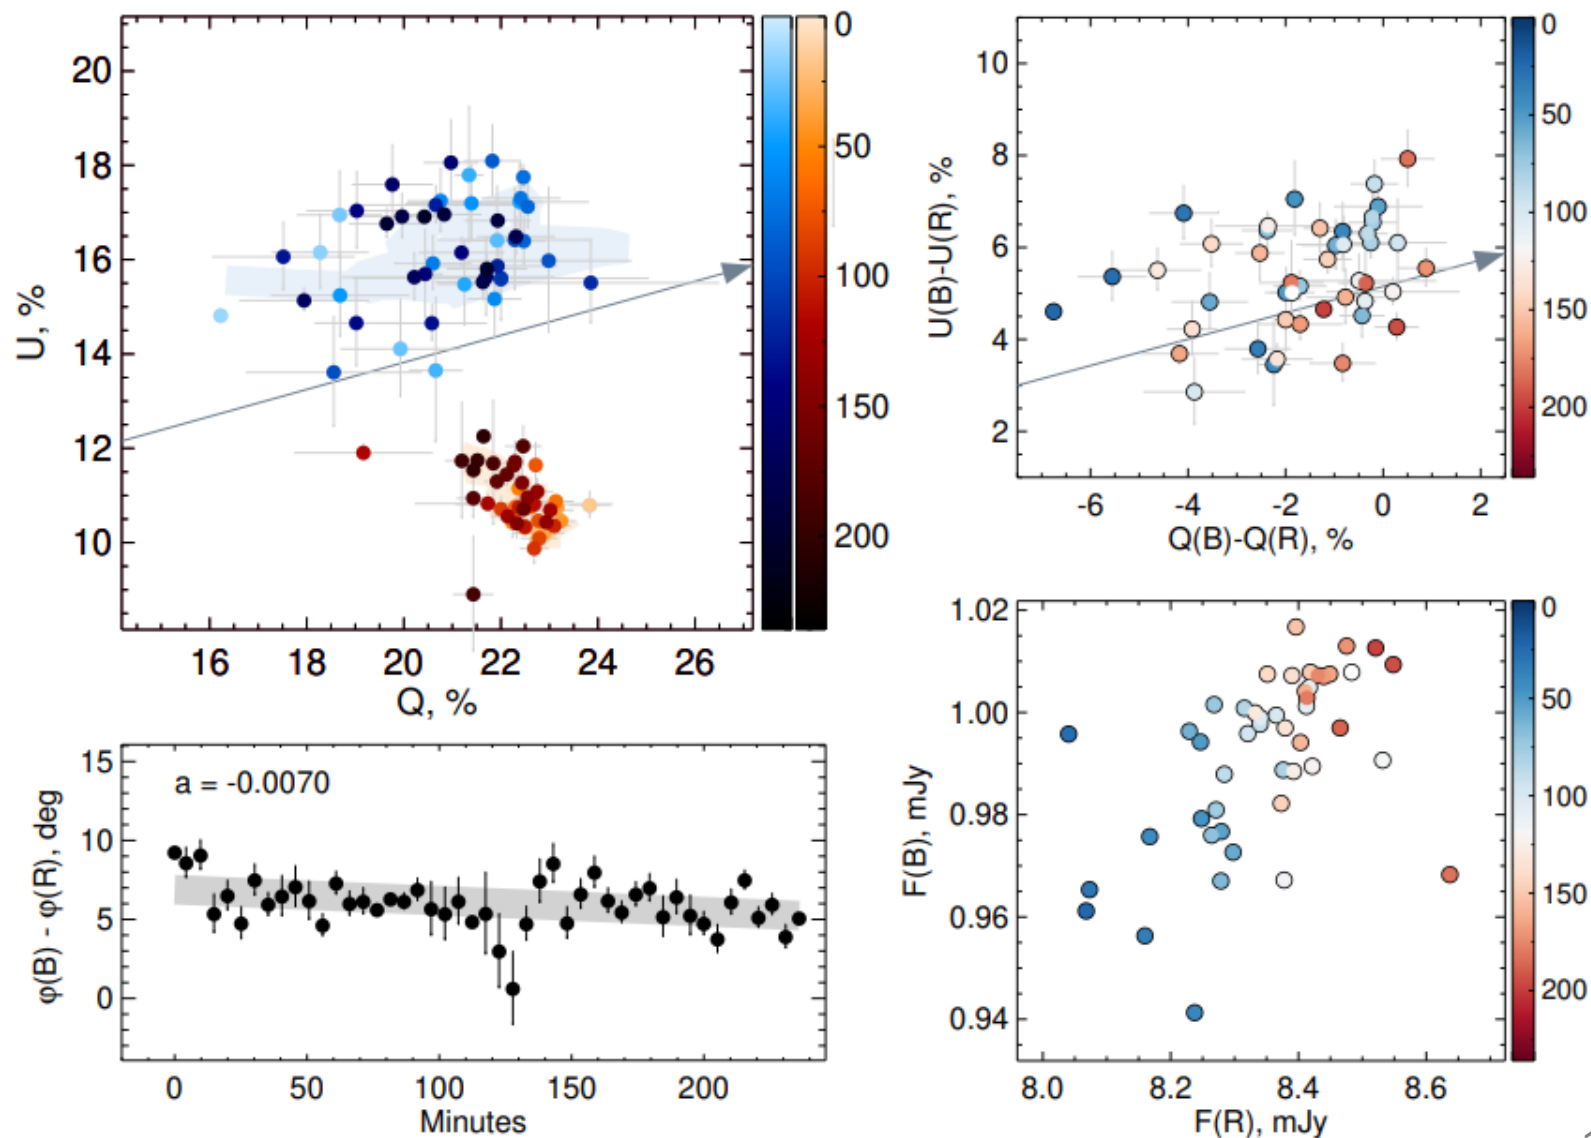 20
18
16
14
12
10
U, %
16 18 20 22 24 26
Q, %
0
50
100
150
200
10
8
6
4
2
U(B)-U(R), %
-6 -4 -2 0 2
Q(B)-Q(R), %
0
50
100
150
200
15
10
5
0
φ(B) - φ(R), deg
a = -0.0070
0 50 100 150 200
Minutes
1.02
1.00
0.98
0.96
0.94
F(B), mJy
8.0 8.2 8.4 8.6
F(R), mJy
0
50
100
150
200